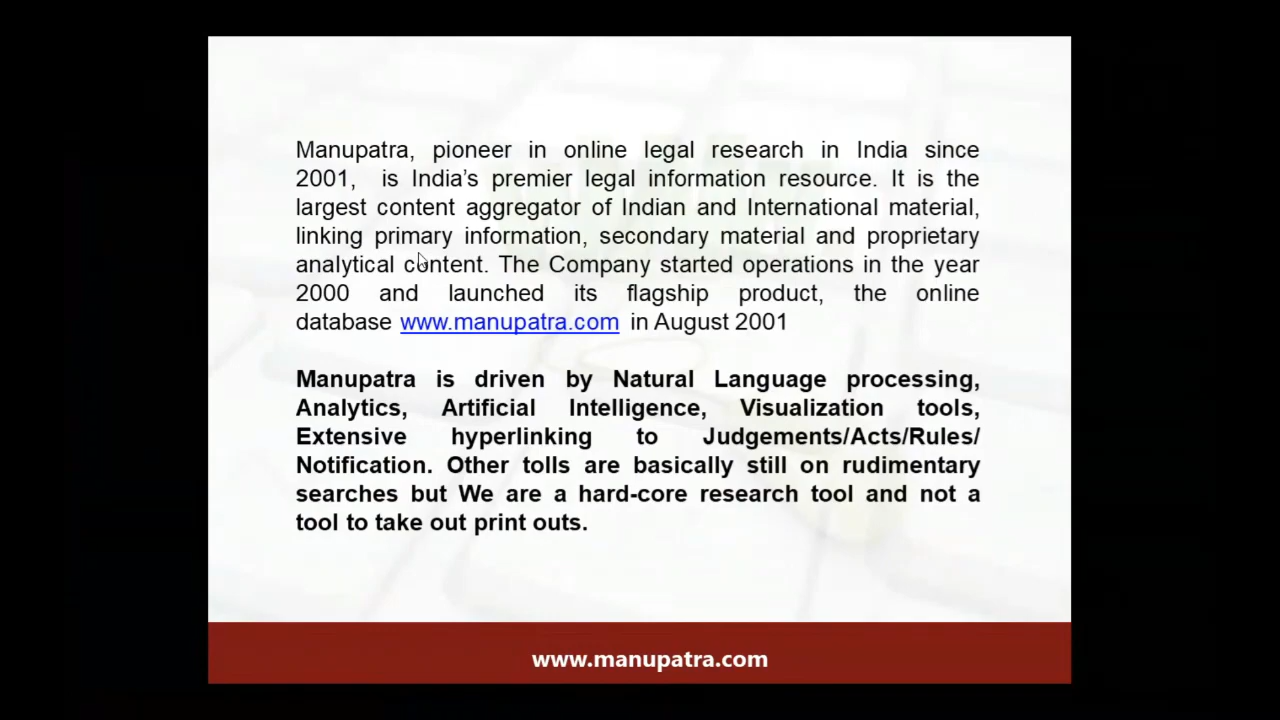 Manupatra, pioneer in online legal research in India since
2001, is India’s premier legal information resource. It is the
largest content aggregator of Indian and International material,
linking primary information, secondary material and proprietary
analytical content. The Company started operations in the year
2000 and launched its flagship product, the online
database www.manupatra.com in August 2001
Manupatra is driven by Natural Language processing,
Analytics, Artificial Intelligence, Visualization tools,
Extensive hyperlinking to Judgements/Acts/Rules/
Notification. Other tolls are basically still on rudimentary
searches but We are a hard-core research tool and not a
tool to take out print outs.
www.manupatra.com